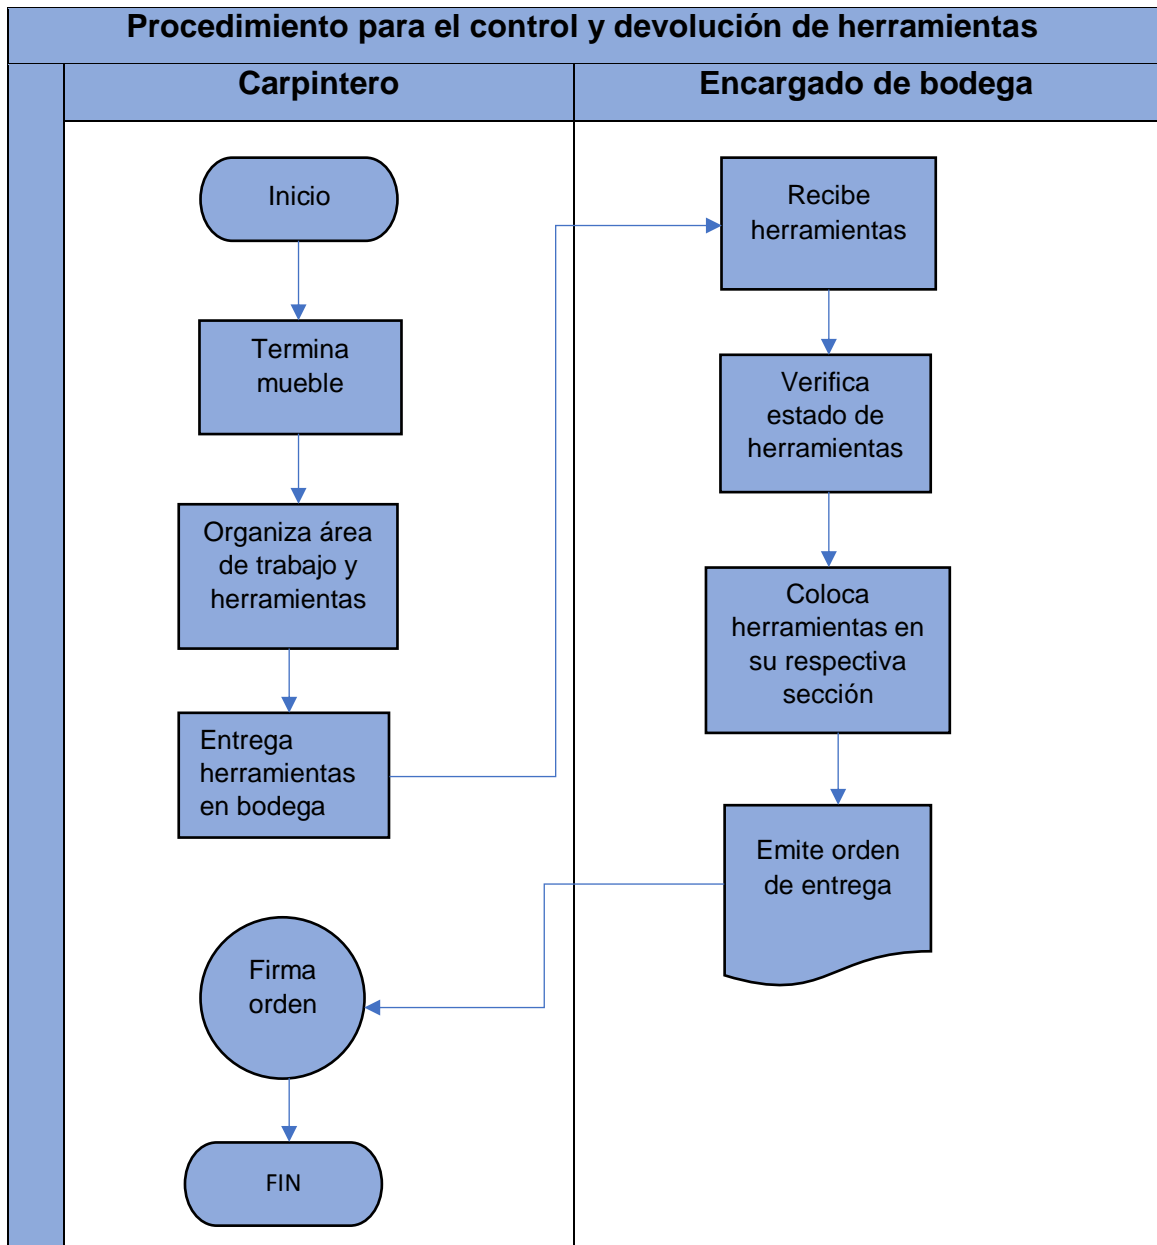 Procedimiento para el control y devolución de herramientas
Carpintero
Encargado de bodega
Inicio
Termina
mueble
Organiza área
de trabajo y
herramientas
Entrega
herramientas
en bodega
Recibe
herramientas
Verifica
estado de
herramientas
Coloca
herramientas en
su respectiva
sección
Emite orden
de entrega
Firma
orden
FIN